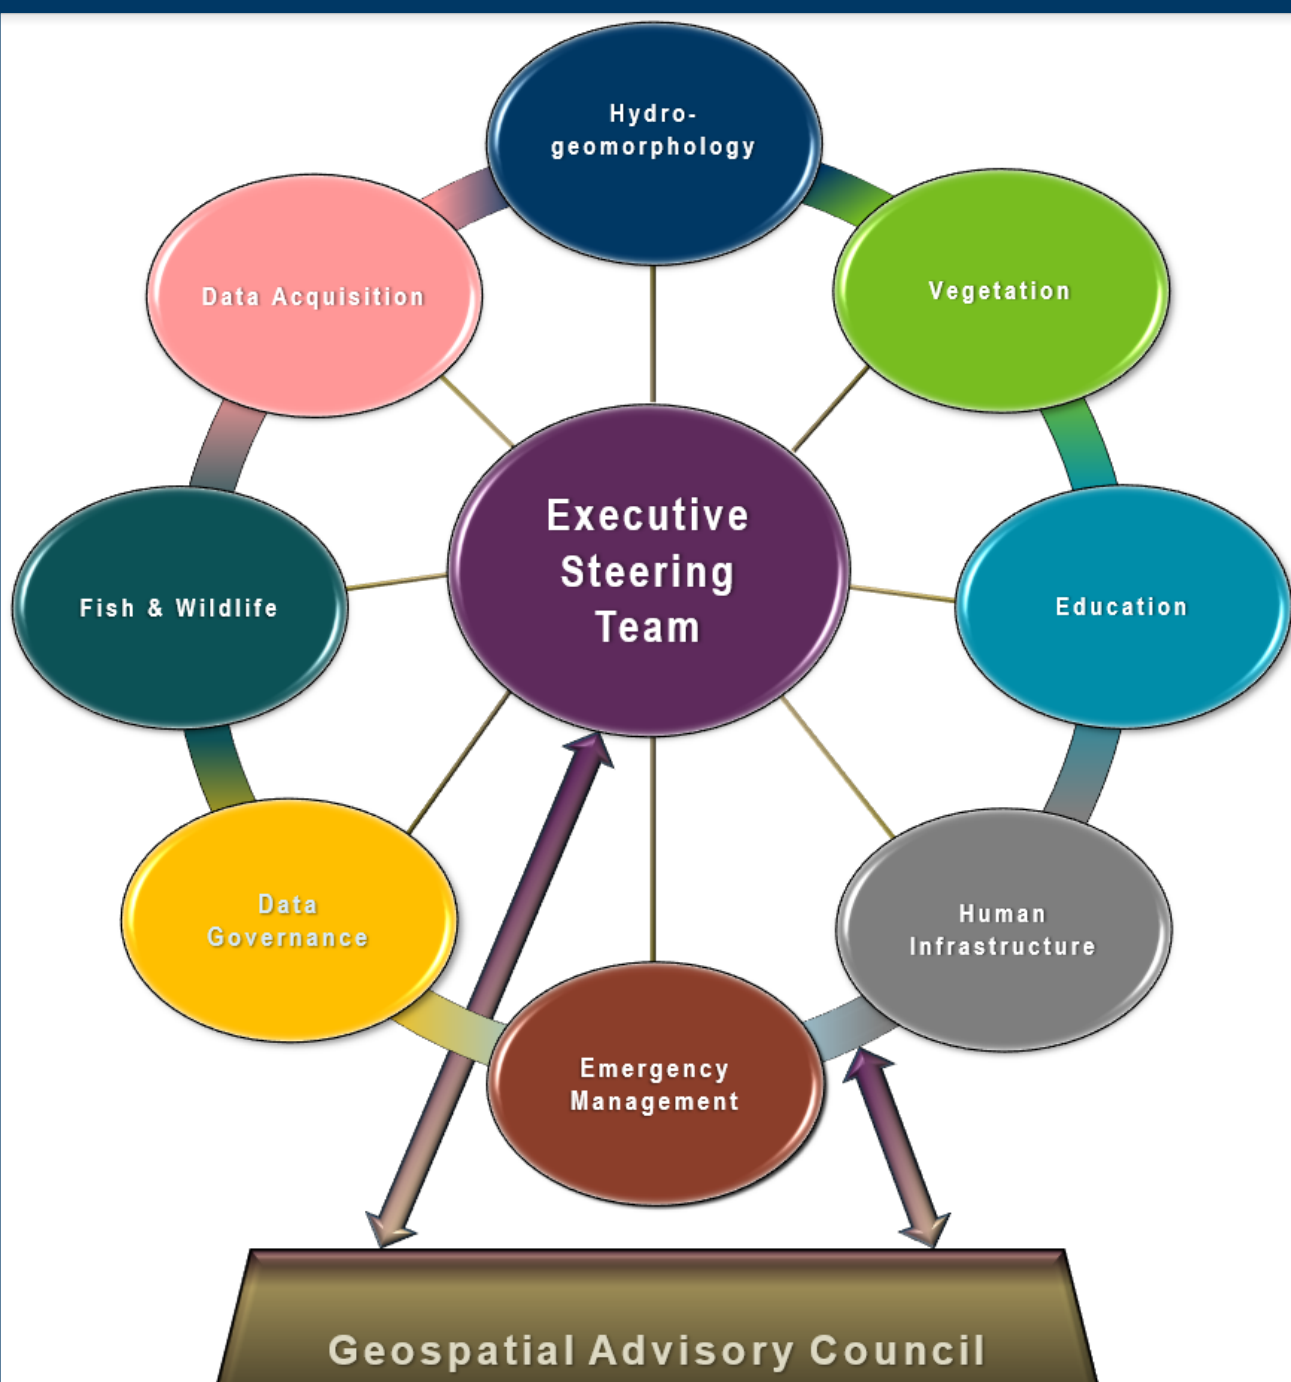 Hydro-
geomorphology
Data Acquisition
Vegetation
Executive
Steering
Team
Fish & Wildlife
Education
Data
Governance
Human
Infrastructure
Emergency
Management
Geospatial Advisory Council